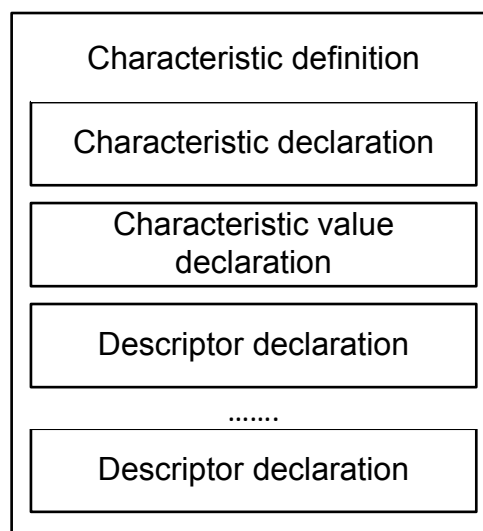 Characteristic definition
Characteristic declaration
Characteristic value
declaration
Descriptor declaration
.......
Descriptor declaration